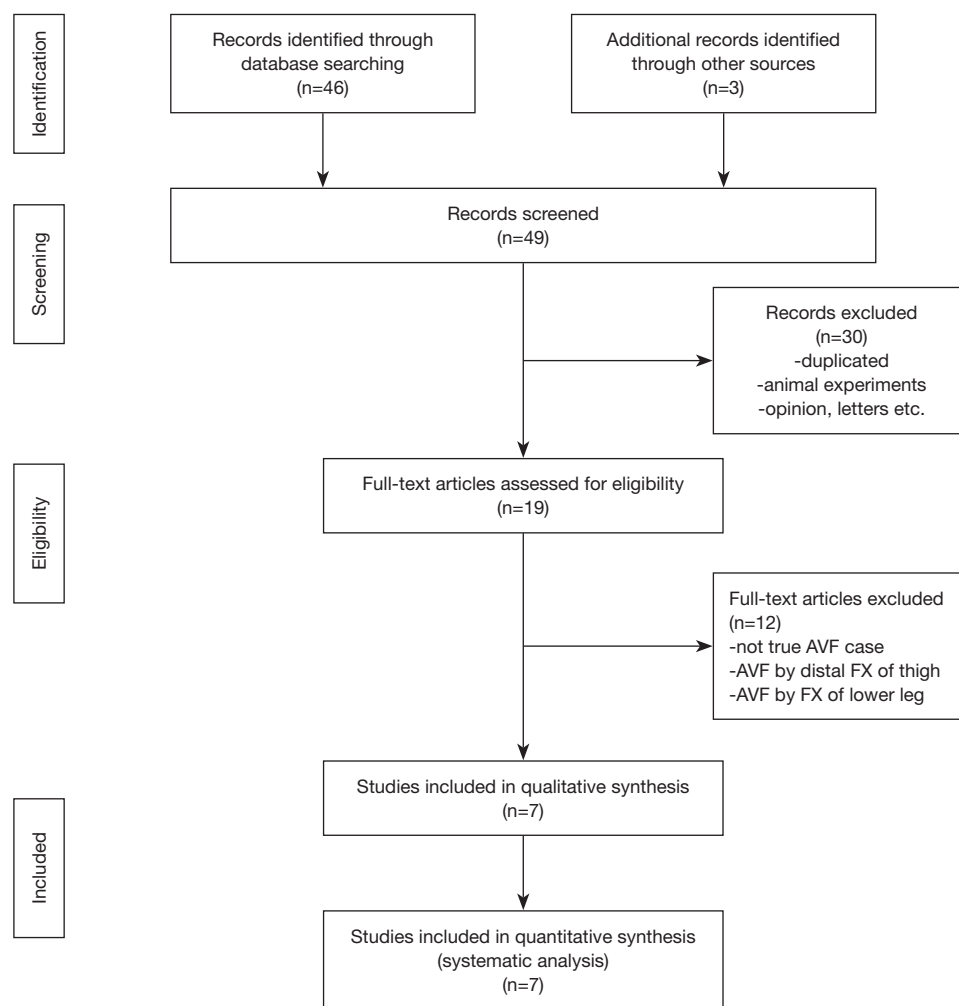 Identification
Records identified through
database searching
(n=46)
Additional records identified
through other sources
(n=3)
Screening
Records screened
(n=49)
Records excluded
(n=30)
-duplicated
-animal experiments
-opinion, letters etc.
Eligibility
Full-text articles assessed for eligibility
(n=19)
Full-text articles excluded
(n=12)
-not true AVF case
-AVF by distal FX of thigh
-AVF by FX of lower leg
Included
Studies included in qualitative synthesis
(n=7)
Studies included in quantitative synthesis
(systematic analysis)
(n=7)